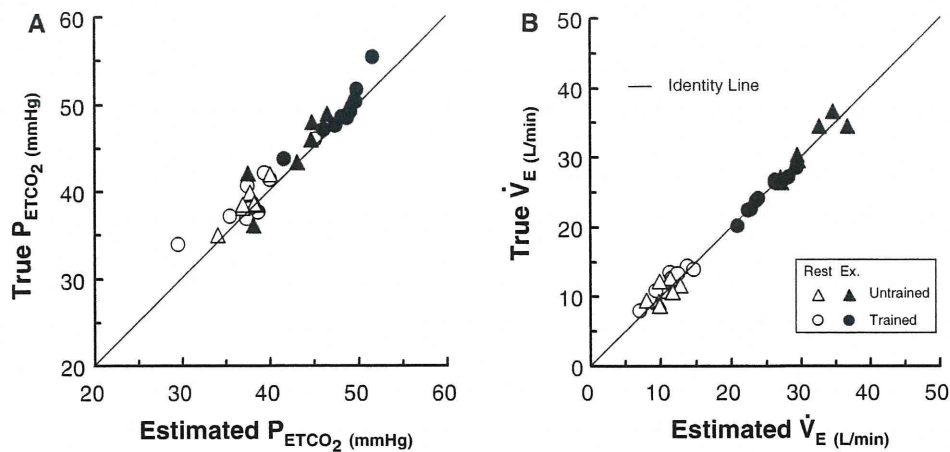 A
60
50
40
30
20
20
30
40
50
60
True PETCO2 (mmHg)
Estimated PETCO2 (mmHg)
B
50
40
30
20
10
0
0
10
20
30
40
50
True V̇E (L/min)
Estimated V̇E (L/min)
Identity Line
Rest Ex.
Untrained
Trained